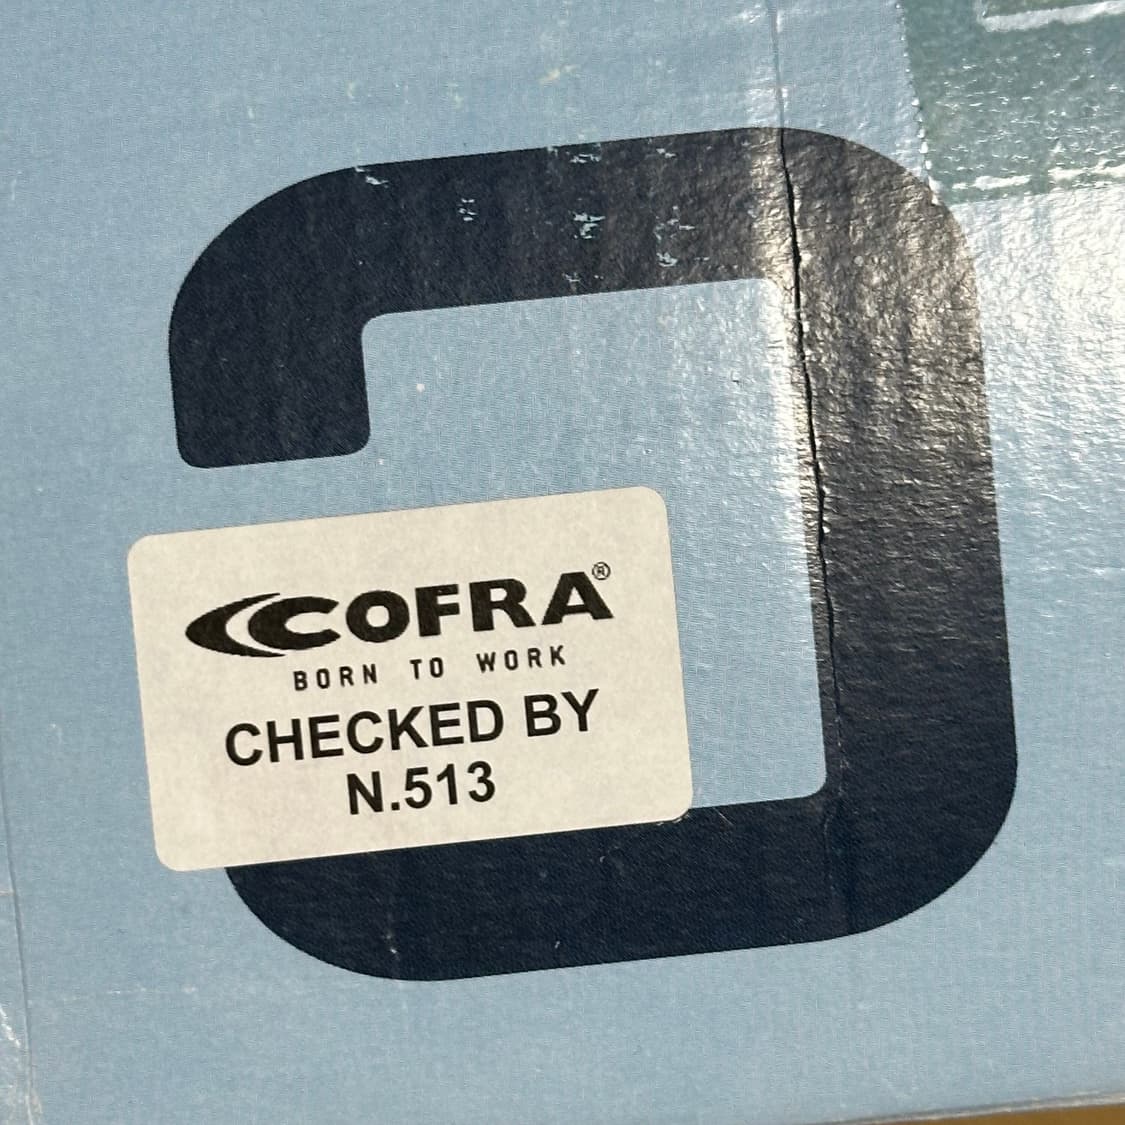 COFRA®
BORN TO WORK
CHECKED BY
N.513